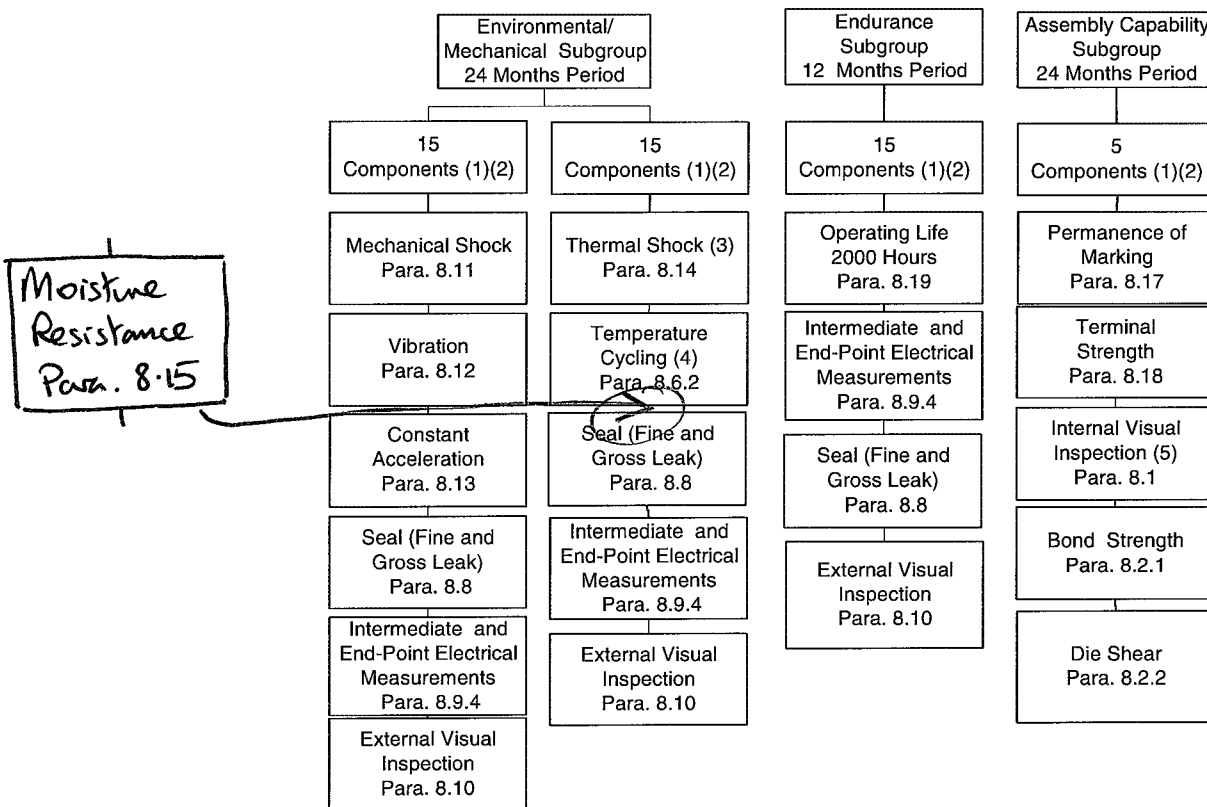 Environmental/
Mechanical Subgroup
24 Months Period
Endurance
Subgroup
12 Months Period
Assembly Capability
Subgroup
24 Months Period
15
Components (1)(2)
15
Components (1)(2)
15
Components (1)(2)
5
Components (1)(2)
Moisture
Resistance
Para. 8.15
Mechanical Shock
Para. 8.11
Vibration
Para. 8.12
Constant
Acceleration
Para. 8.13
Seal (Fine and
Gross Leak)
Para. 8.8
Intermediate and
End-Point Electrical
Measurements
Para. 8.9.4
External Visual
Inspection
Para. 8.10
Thermal Shock (3)
Para. 8.14
Temperature
Cycling (4)
Para. 8.6.2
Seal (Fine and
Gross Leak)
Para. 8.8
Intermediate and
End-Point Electrical
Measurements
Para. 8.9.4
External Visual
Inspection
Para. 8.10
Operating Life
2000 Hours
Para. 8.19
Intermediate and
End-Point Electrical
Measurements
Para. 8.9.4
Seal (Fine and
Gross Leak)
Para. 8.8
External Visual
Inspection
Para. 8.10
Permanence of
Marking
Para. 8.17
Terminal
Strength
Para. 8.18
Internal Visual
Inspection (5)
Para. 8.1
Bond Strength
Para. 8.2.1
Die Shear
Para. 8.2.2